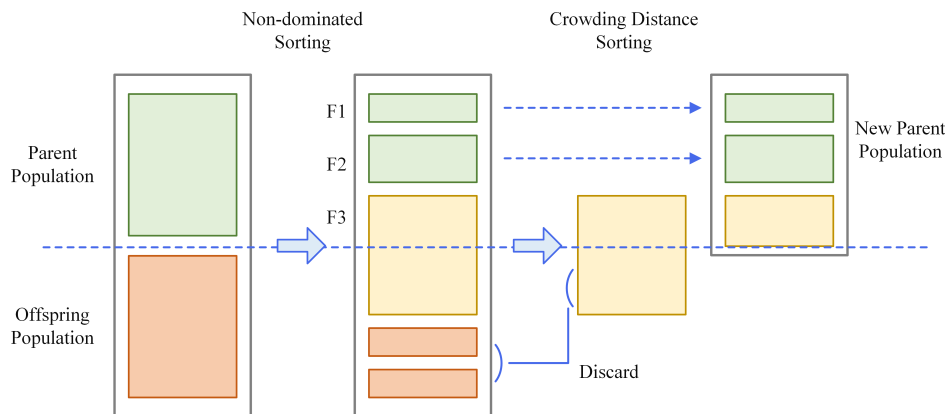 Non-dominated
Sorting
Crowding Distance
Sorting
F1
F2
F3
Parent
Population
New Parent
Population
Offspring
Population
Discard